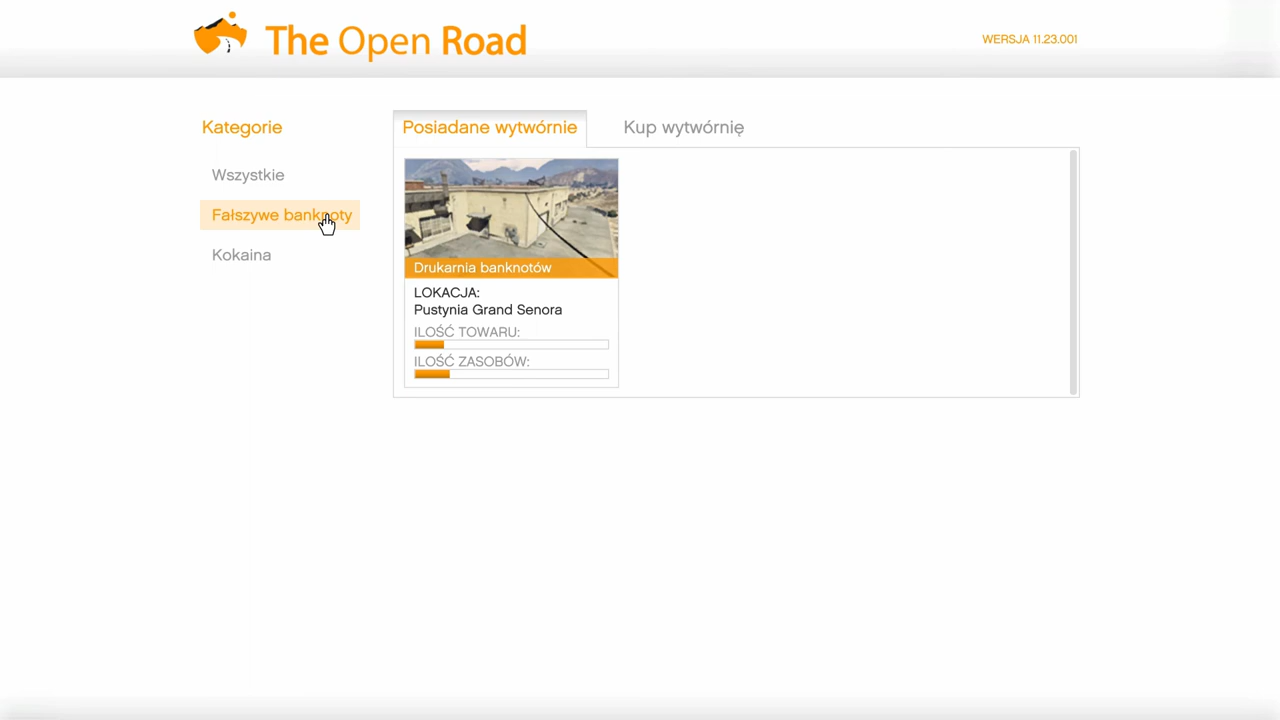 The Open Road
WERSJA 11.23.001
Kategorie
Wszystkie
Fałszywe banknoty
Kokaina
Posiadane wytwórnie
Kup wytwórnię
Drukarnia banknotów
LOKACJA:
Pustynia Grand Senora
ILOŚĆ TOWARU:
ILOŚĆ ZASOBÓW: